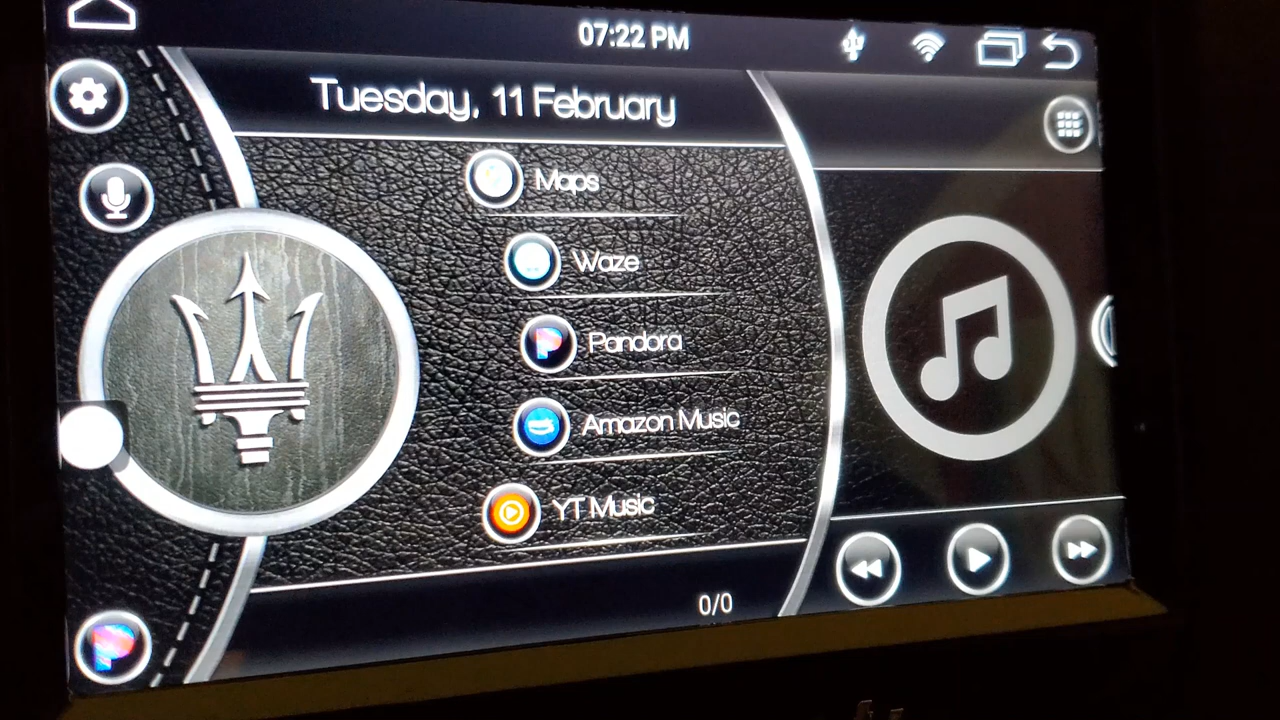 07:22 PM
Tuesday, 11 February
Maps
Waze
Pandora
Amazon Music
YT Music
0/0